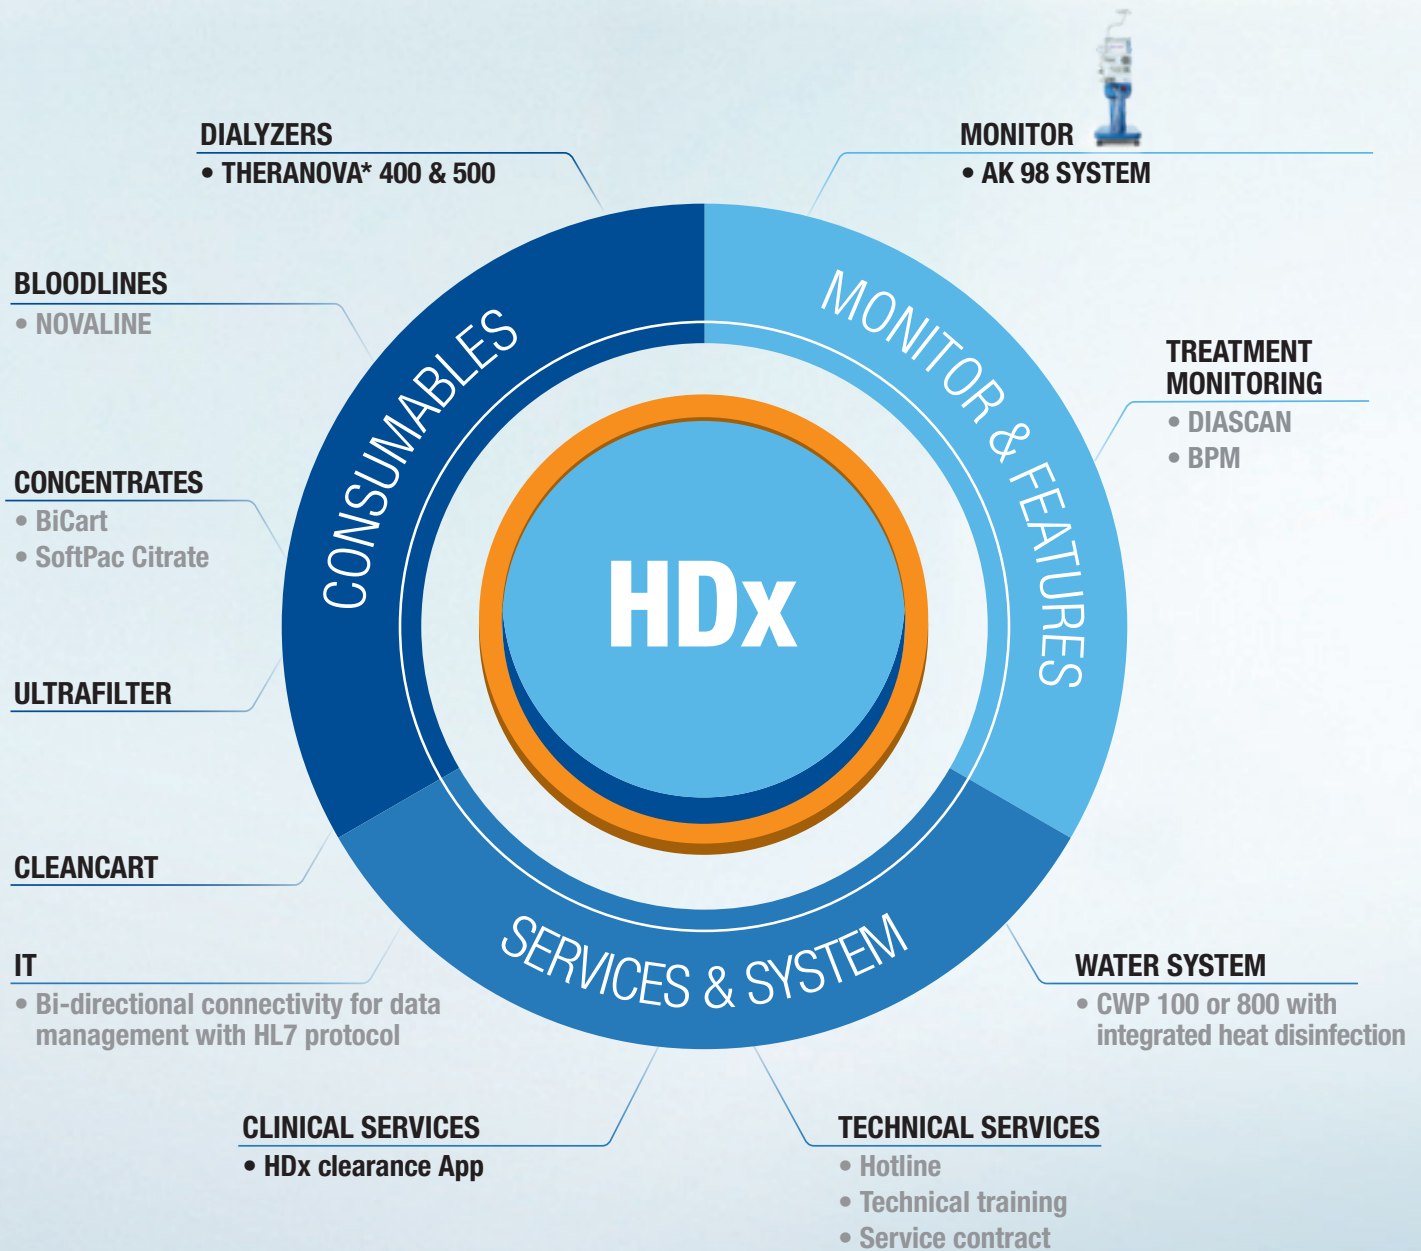 DIALYZERS
• THERANOVA* 400 & 500
MONITOR
• AK 98 SYSTEM
BLOODLINES
• NOVALINE
TREATMENT
MONITORING
• DIASCAN
• BPM
CONCENTRATES
• BiCart
• SoftPac Citrate
ULTRAFILTER
CLEANCART
CONSUMABLES
MONITOR & FEATURES
HDx
SERVICES & SYSTEM
IT
• Bi-directional connectivity for data
management with HL7 protocol
WATER SYSTEM
• CWP 100 or 800 with
integrated heat disinfection
CLINICAL SERVICES
• HDx clearance App
TECHNICAL SERVICES
• Hotline
• Technical training
• Service contract